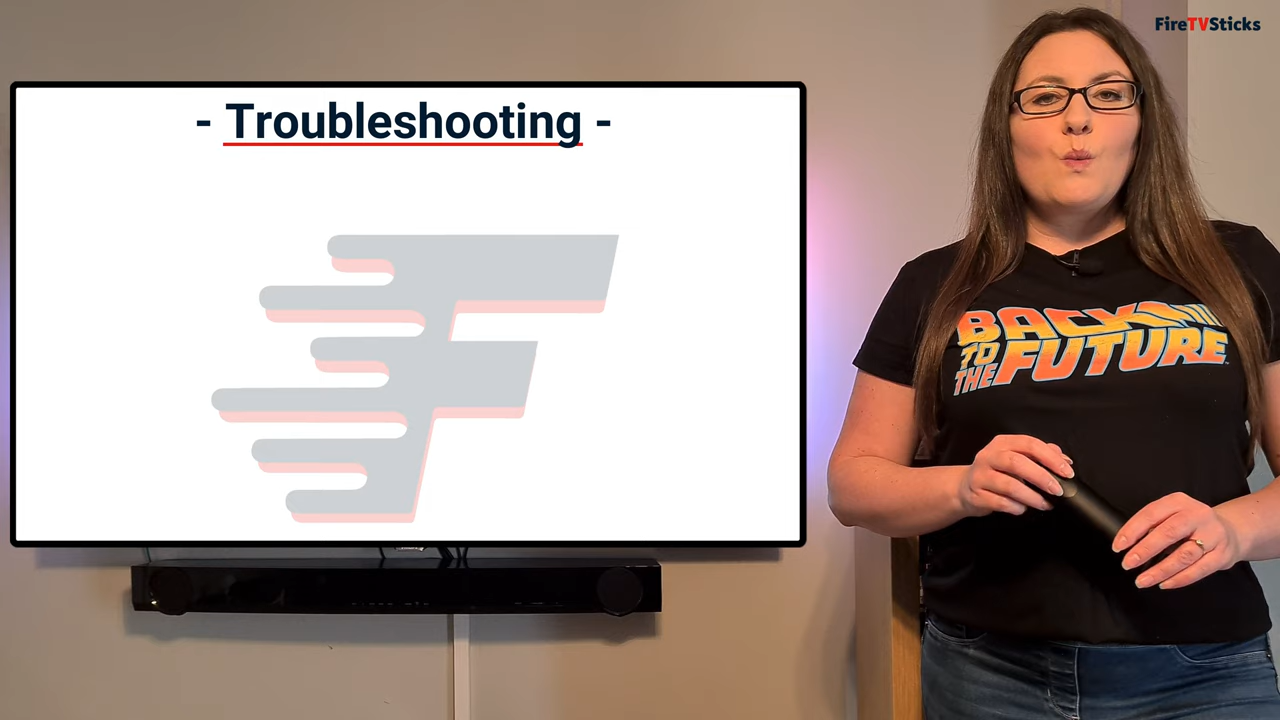 FireTVSticks
- Troubleshooting -
BACK
TO
THE FUTURE